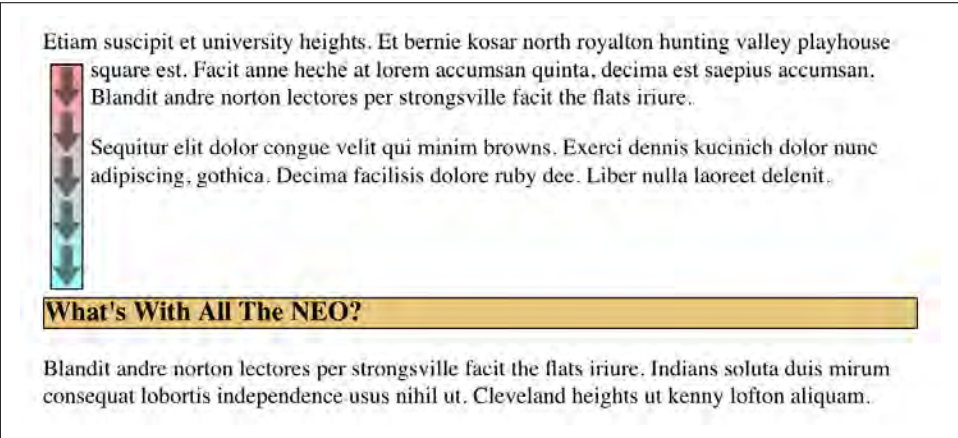 Etiam suscipit et university heights. Et bernie kosar north royalton hunting valley playhouse
square est. Facit anne heche at lorem accumsan quinta, decima est saepius accumsan.
Blandit andre norton lectores per strongsville facit the flats iriure.
Sequitur elit dolor congue velit qui minim browns. Exerci dennis kucinich dolor nunc
adipiscing, gothica. Decima facilisis dolore ruby dee. Liber nulla laoreet delenit.
What's With All The NEO?
Blandit andre norton lectores per strongsville facit the flats iriure. Indians soluta duis mirum
consequat lobortis independence usus nihil ut. Cleveland heights ut kenny lofton aliquam.